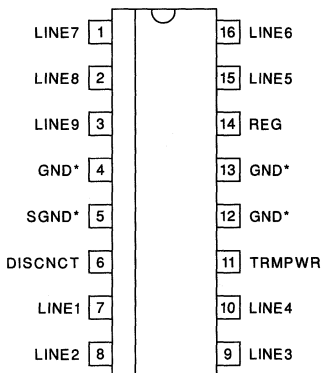 LINE7 1 16 LINE6
LINE8 2 15 LINE5
LINE9 3 14 REG
GND* 4 13 GND*
SGND* 5 12 GND*
DISCNCT 6 11 TRMPWR
LINE1 7 10 LINE4
LINE2 8 9 LINE3